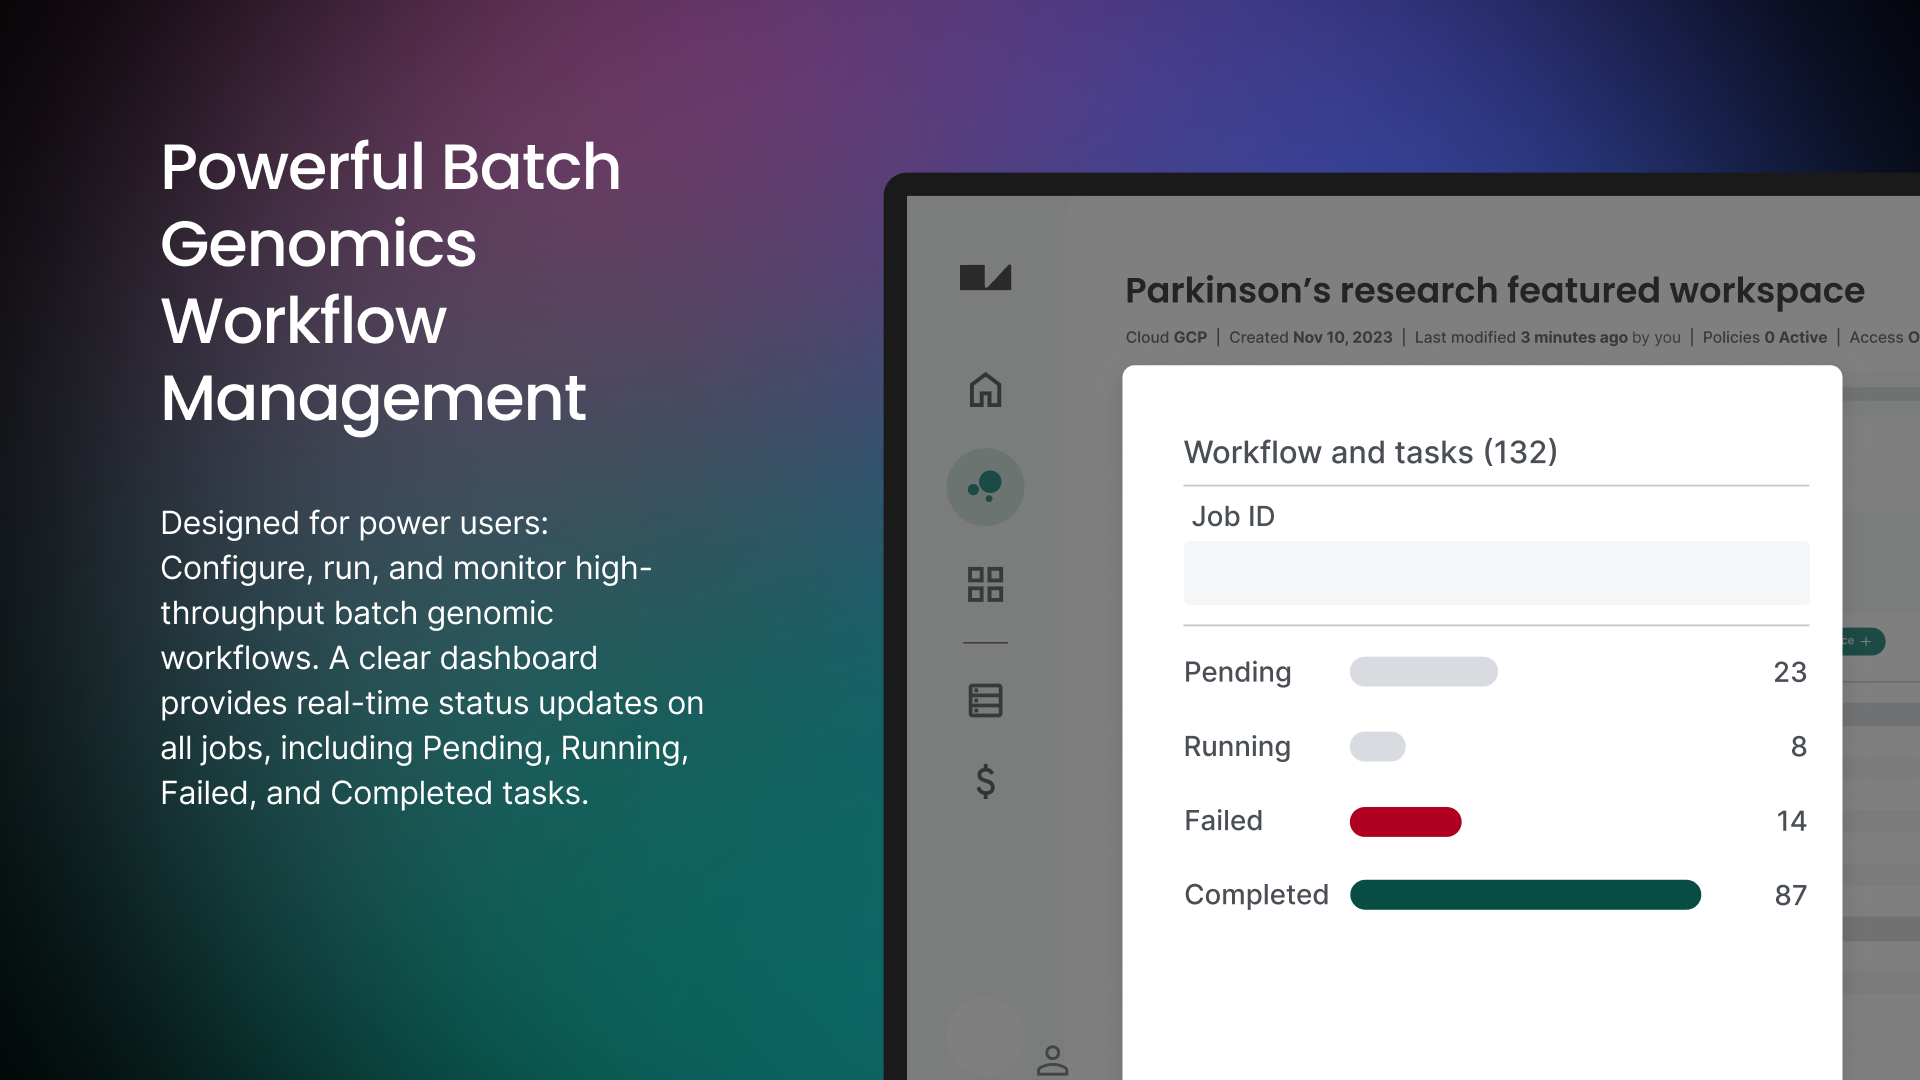 Powerful Batch
Genomics
Workflow
Management
Designed for power users:
Configure, run, and monitor high-
throughput batch genomic
workflows. A clear dashboard
provides real-time status updates on
all jobs, including Pending, Running,
Failed, and Completed tasks.
Parkinson’s research featured workspace
Cloud GCP | Created Nov 10, 2023 | Last modified 3 minutes ago by you | Policies 0 Active | Access
Workflow and tasks (132)
Job ID
Pending 23
Running 8
Failed 14
Completed 87